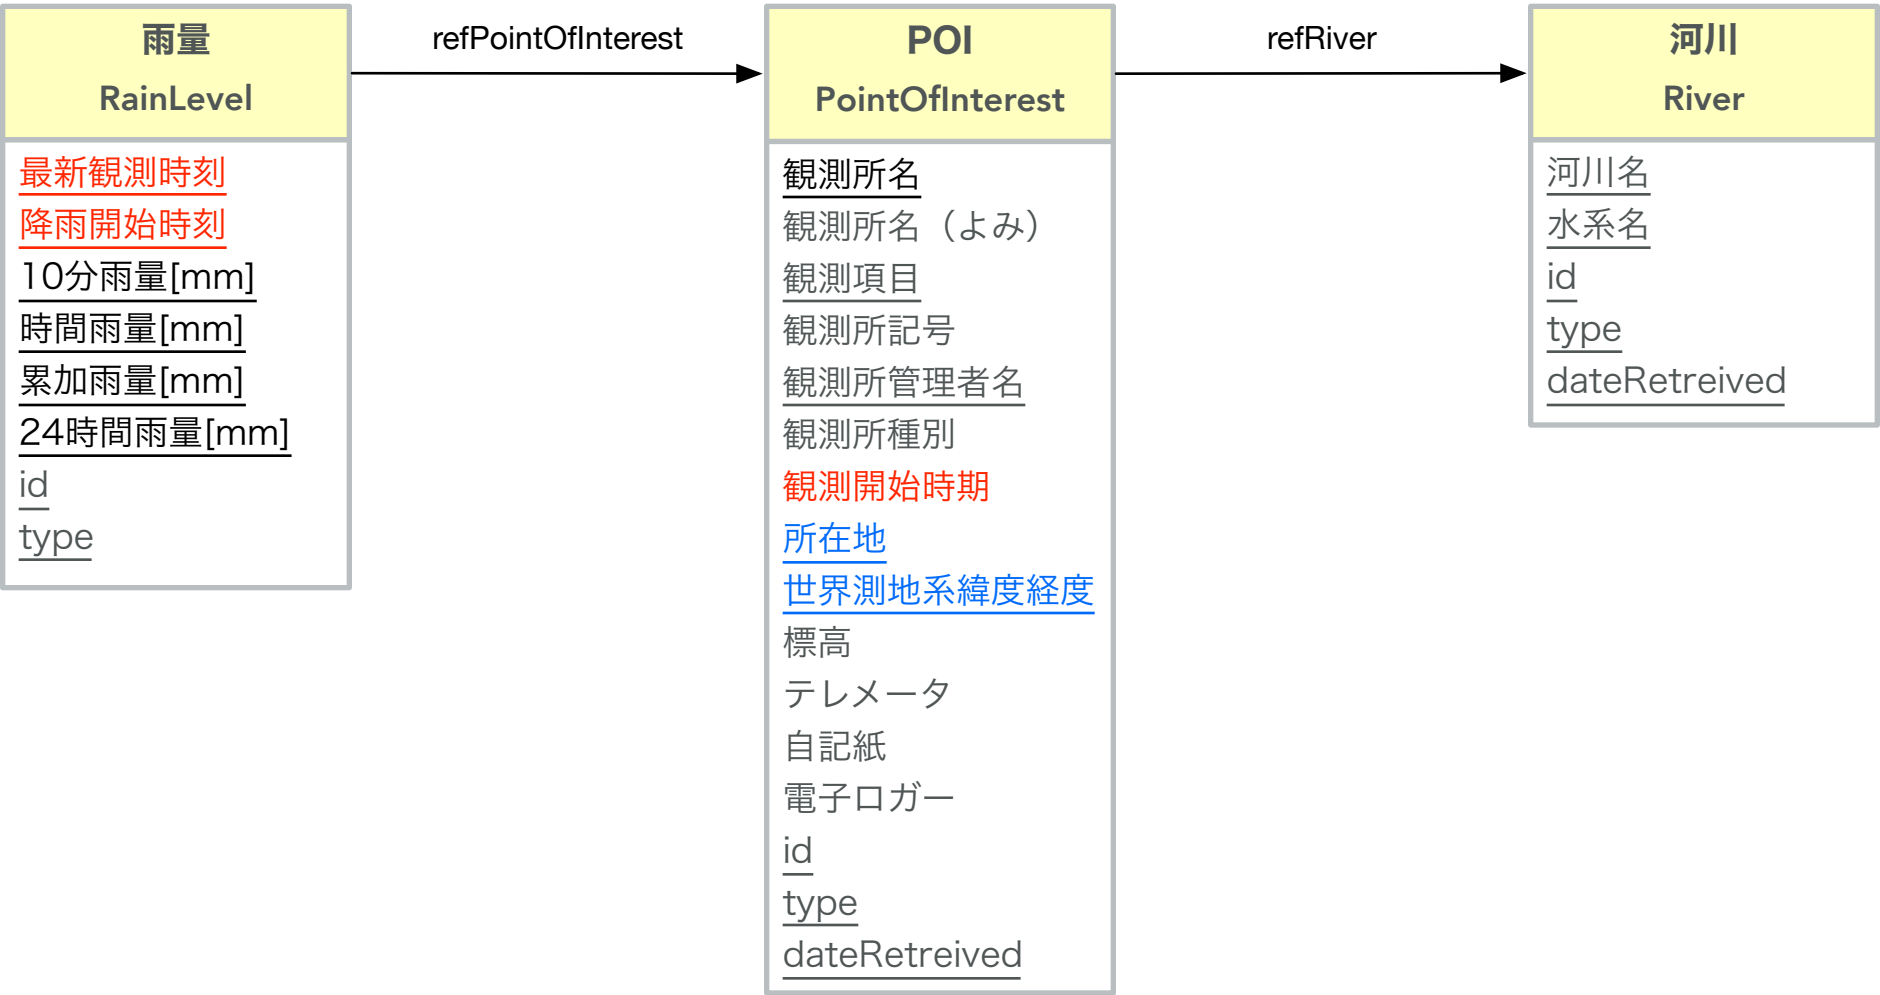 雨量
RainLevel
最新観測時刻
降雨開始時刻
10分雨量[mm]
時間雨量[mm]
累加雨量[mm]
24時間雨量[mm]
id
type
refPointOfInterest
POI
PointOfInterest
観測所名
観測所名（よみ）
観測項目
観測所記号
観測所管理者名
観測所種別
観測開始時期
所在地
世界測地系緯度経度
標高
テレメータ
自記紙
電子ロガー
id
type
dateRetreived
refRiver
河川
River
河川名
水系名
id
type
dateRetreived